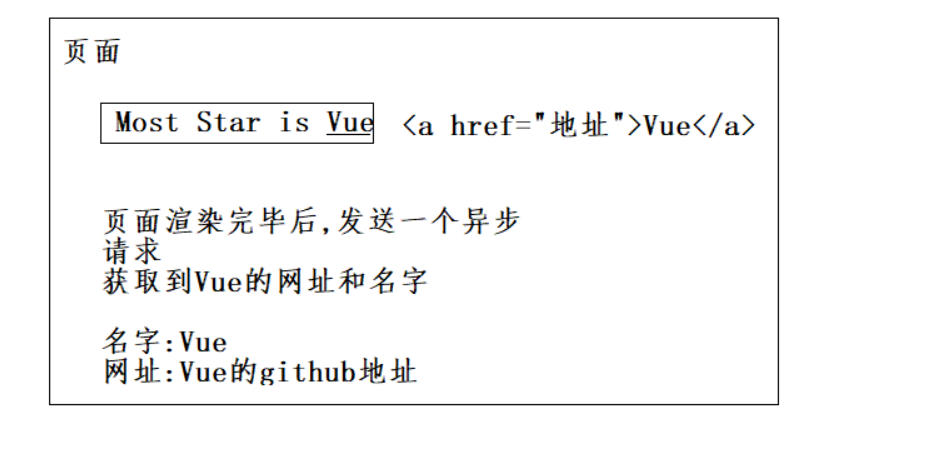 页面
Most Star is Vue <a href="地址">Vue</a>
页面渲染完毕后,发送一个异步
请求
获取到Vue的网址和名字
名字:Vue
网址:Vue的github地址